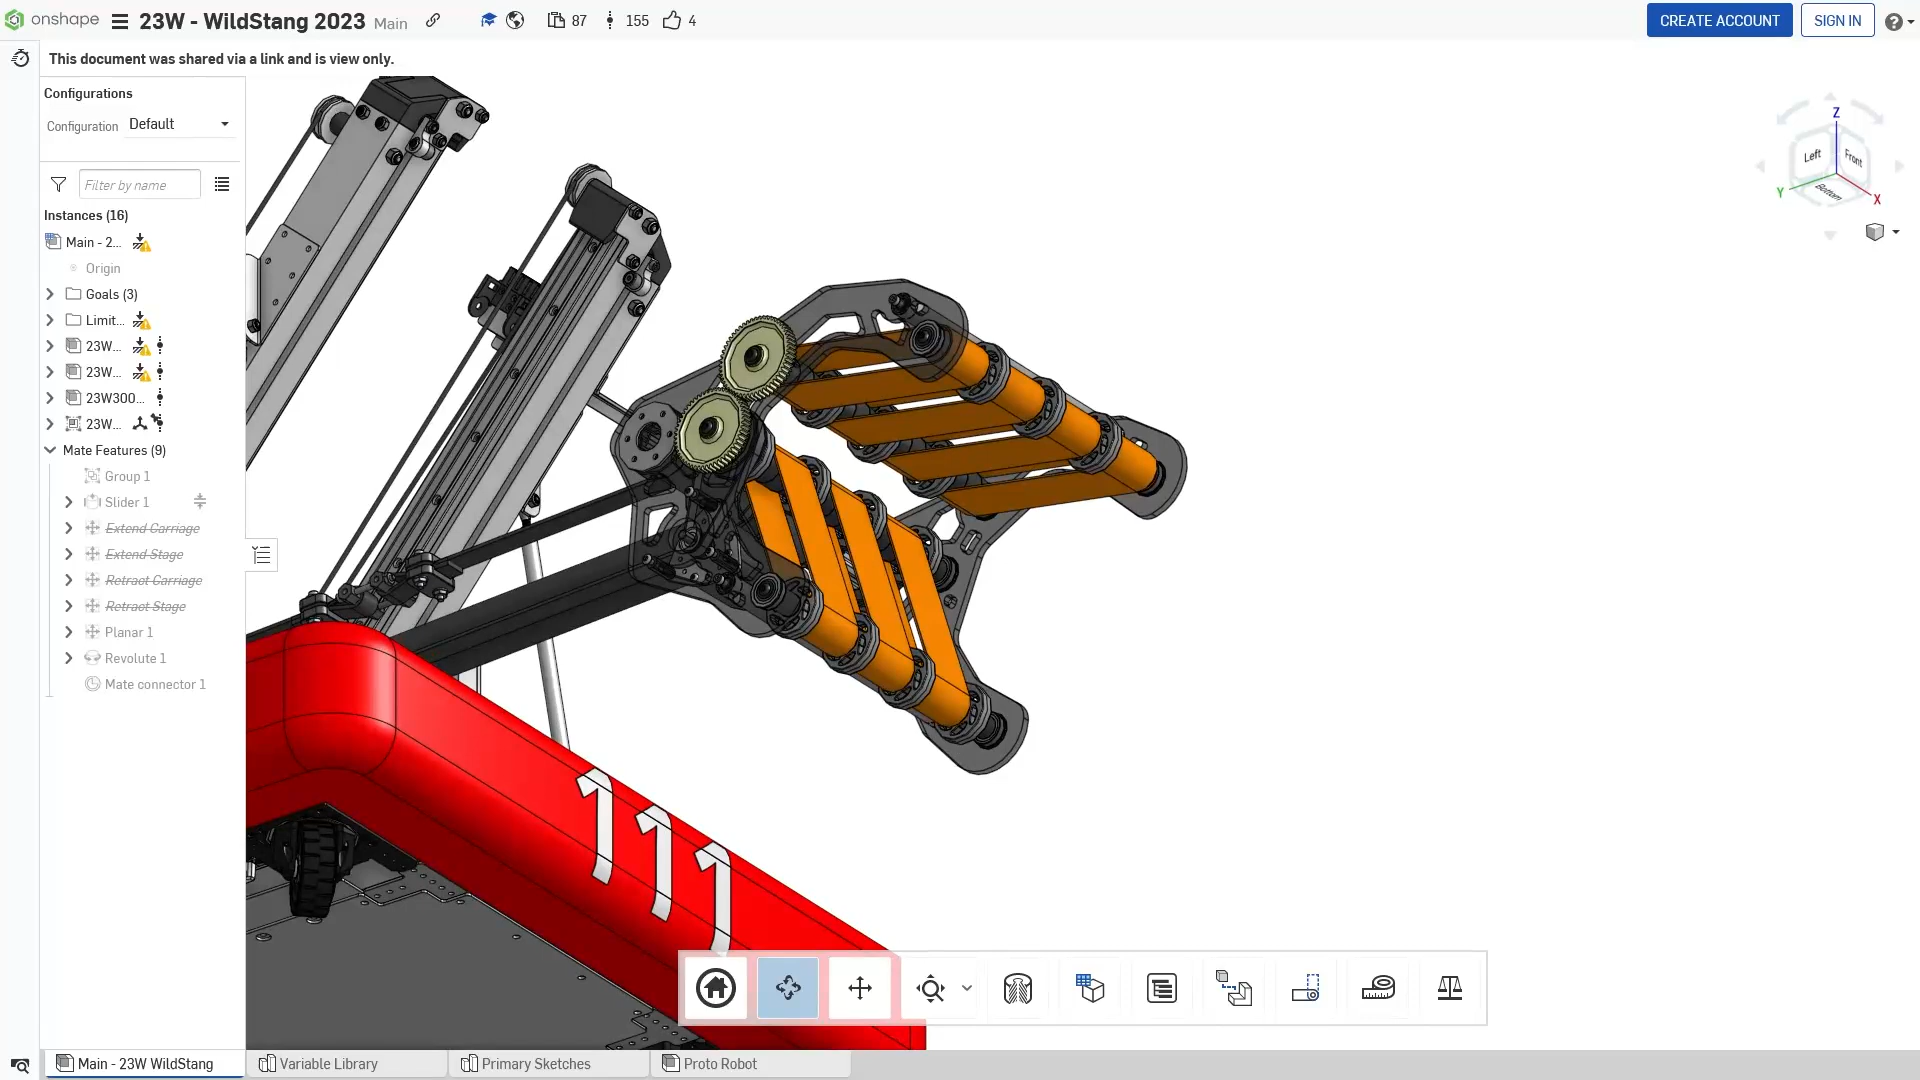 onshape
23W - WildStang 2023 Main
87
155
4
CREATE ACCOUNT
SIGN IN
This document was shared via a link and is view only.
Configurations
Configuration Default
Filter by name
Instances (16)
Main - 2...
Origin
Goals (3)
Limit...
23W...
23W...
23W300...
23W...
Mate Features (9)
Group 1
Slider 1
Extend Carriage
Extend Stage
Retract Carriage
Retract Stage
Planar 1
Revolute 1
Mate connector 1
Z
Left
Front
Bottom
Y
X
111
Main - 23W WildStang
Variable Library
Primary Sketches
Proto Robot